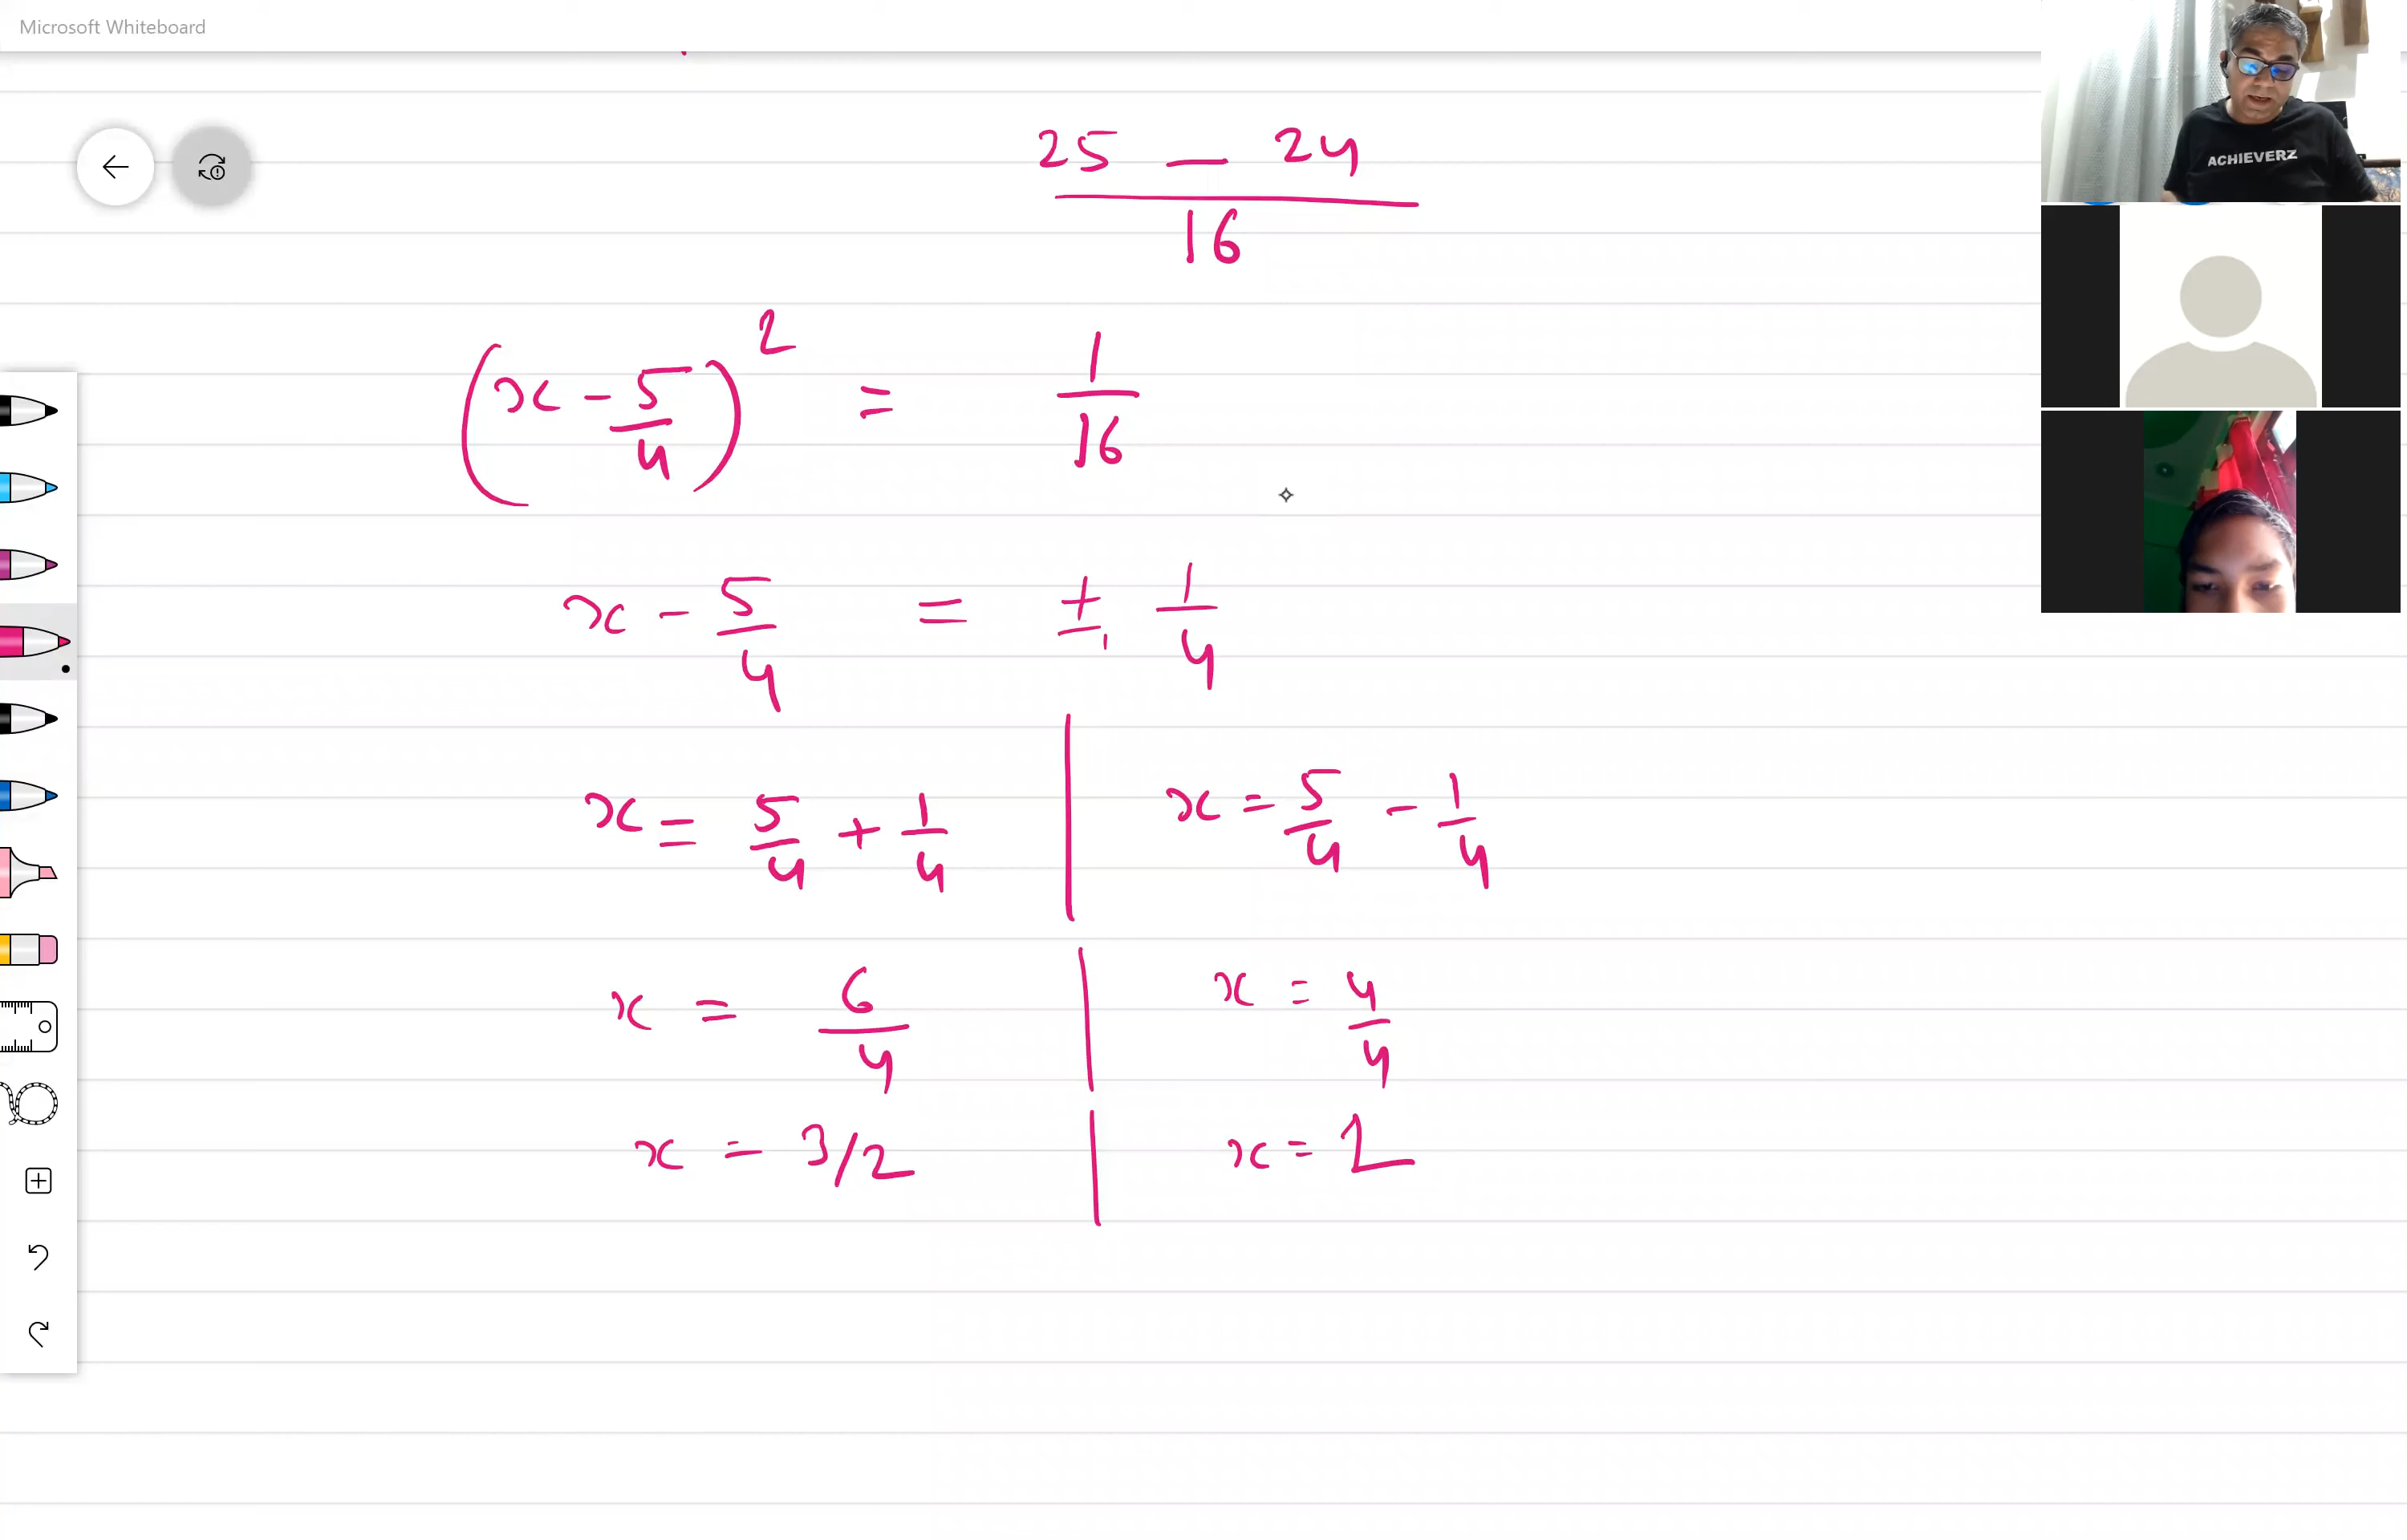 Microsoft Whiteboard
ACHIEVERZ
25 - 24
16
(x - 5/4)² = 1/16
x - 5/4 = ± 1/4
x = 5/4 + 1/4 | x = 5/4 - 1/4
x = 6/4 | x = 4/4
x = 3/2 | x = 1